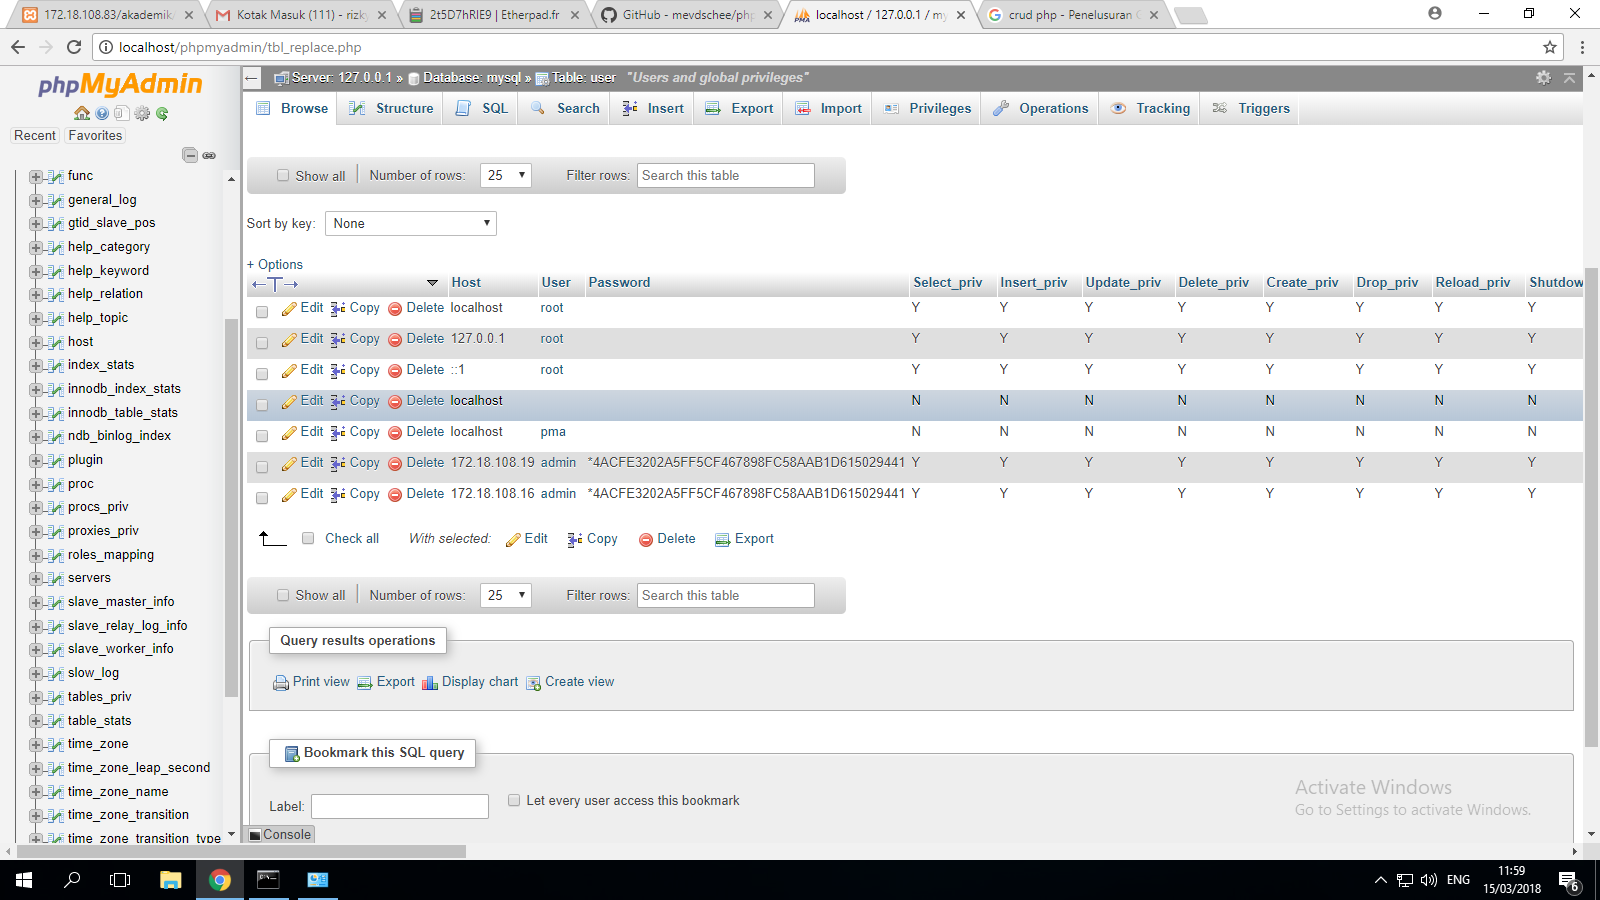 172.18.108.83/akademik/
Kotak Masuk (111) - rizky
2t5D7hRIE9 | Etherpad.fr
GitHub - mevdschee/php
localhost / 127.0.0.1 / my
crud php - Penelusuran G
localhost/phpmyadmin/tbl_replace.php
phpMyAdmin
Recent
Favorites
func
general_log
gtid_slave_pos
help_category
help_keyword
help_relation
help_topic
host
index_stats
innodb_index_stats
innodb_table_stats
ndb_binlog_index
plugin
proc
procs_priv
proxies_priv
roles_mapping
servers
slave_master_info
slave_relay_log_info
slave_worker_info
slow_log
tables_priv
table_stats
time_zone
time_zone_leap_second
time_zone_name
time_zone_transition
time_zone_transition_type
Server: 127.0.0.1 » Database: mysql » Table: user "Users and global privileges"
Browse Structure SQL Search Insert Export Import Privileges Operations Tracking Triggers
Show all Number of rows: 25 Filter rows: Search this table
Sort by key: None
+ Options
Host User Password Select_priv Insert_priv Update_priv Delete_priv Create_priv Drop_priv Reload_priv Shutdow
Edit Copy Delete localhost root Y Y Y Y Y Y Y Y
Edit Copy Delete 127.0.0.1 root Y Y Y Y Y Y Y Y
Edit Copy Delete ::1 root Y Y Y Y Y Y Y Y
Edit Copy Delete localhost N N N N N N N N
Edit Copy Delete localhost pma N N N N N N N N
Edit Copy Delete 172.18.108.19 admin *4ACFE3202A5FF5CF467898FC58AAB1D615029441 Y Y Y Y Y Y Y Y
Edit Copy Delete 172.18.108.16 admin *4ACFE3202A5FF5CF467898FC58AAB1D615029441 Y Y Y Y Y Y Y Y
Check all With selected: Edit Copy Delete Export
Show all Number of rows: 25 Filter rows: Search this table
Query results operations
Print view Export Display chart Create view
Bookmark this SQL query
Label: Let every user access this bookmark
Console
Activate Windows
Go to Settings to activate Windows.
ENG
11:59
15/03/2018
6